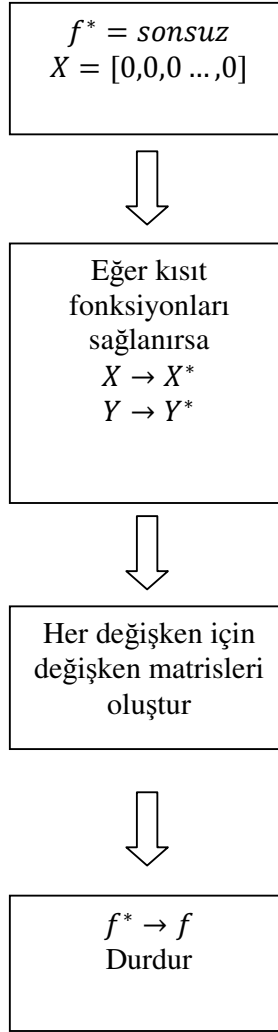 f* = sonsuz
X = [0,0,0 …,0]
Eğer kısıt
fonksiyonları
sağlanırsa
X → X*
Y → Y*
Her değişken için
değişken matrisleri
oluştur
f* → f
Durdur